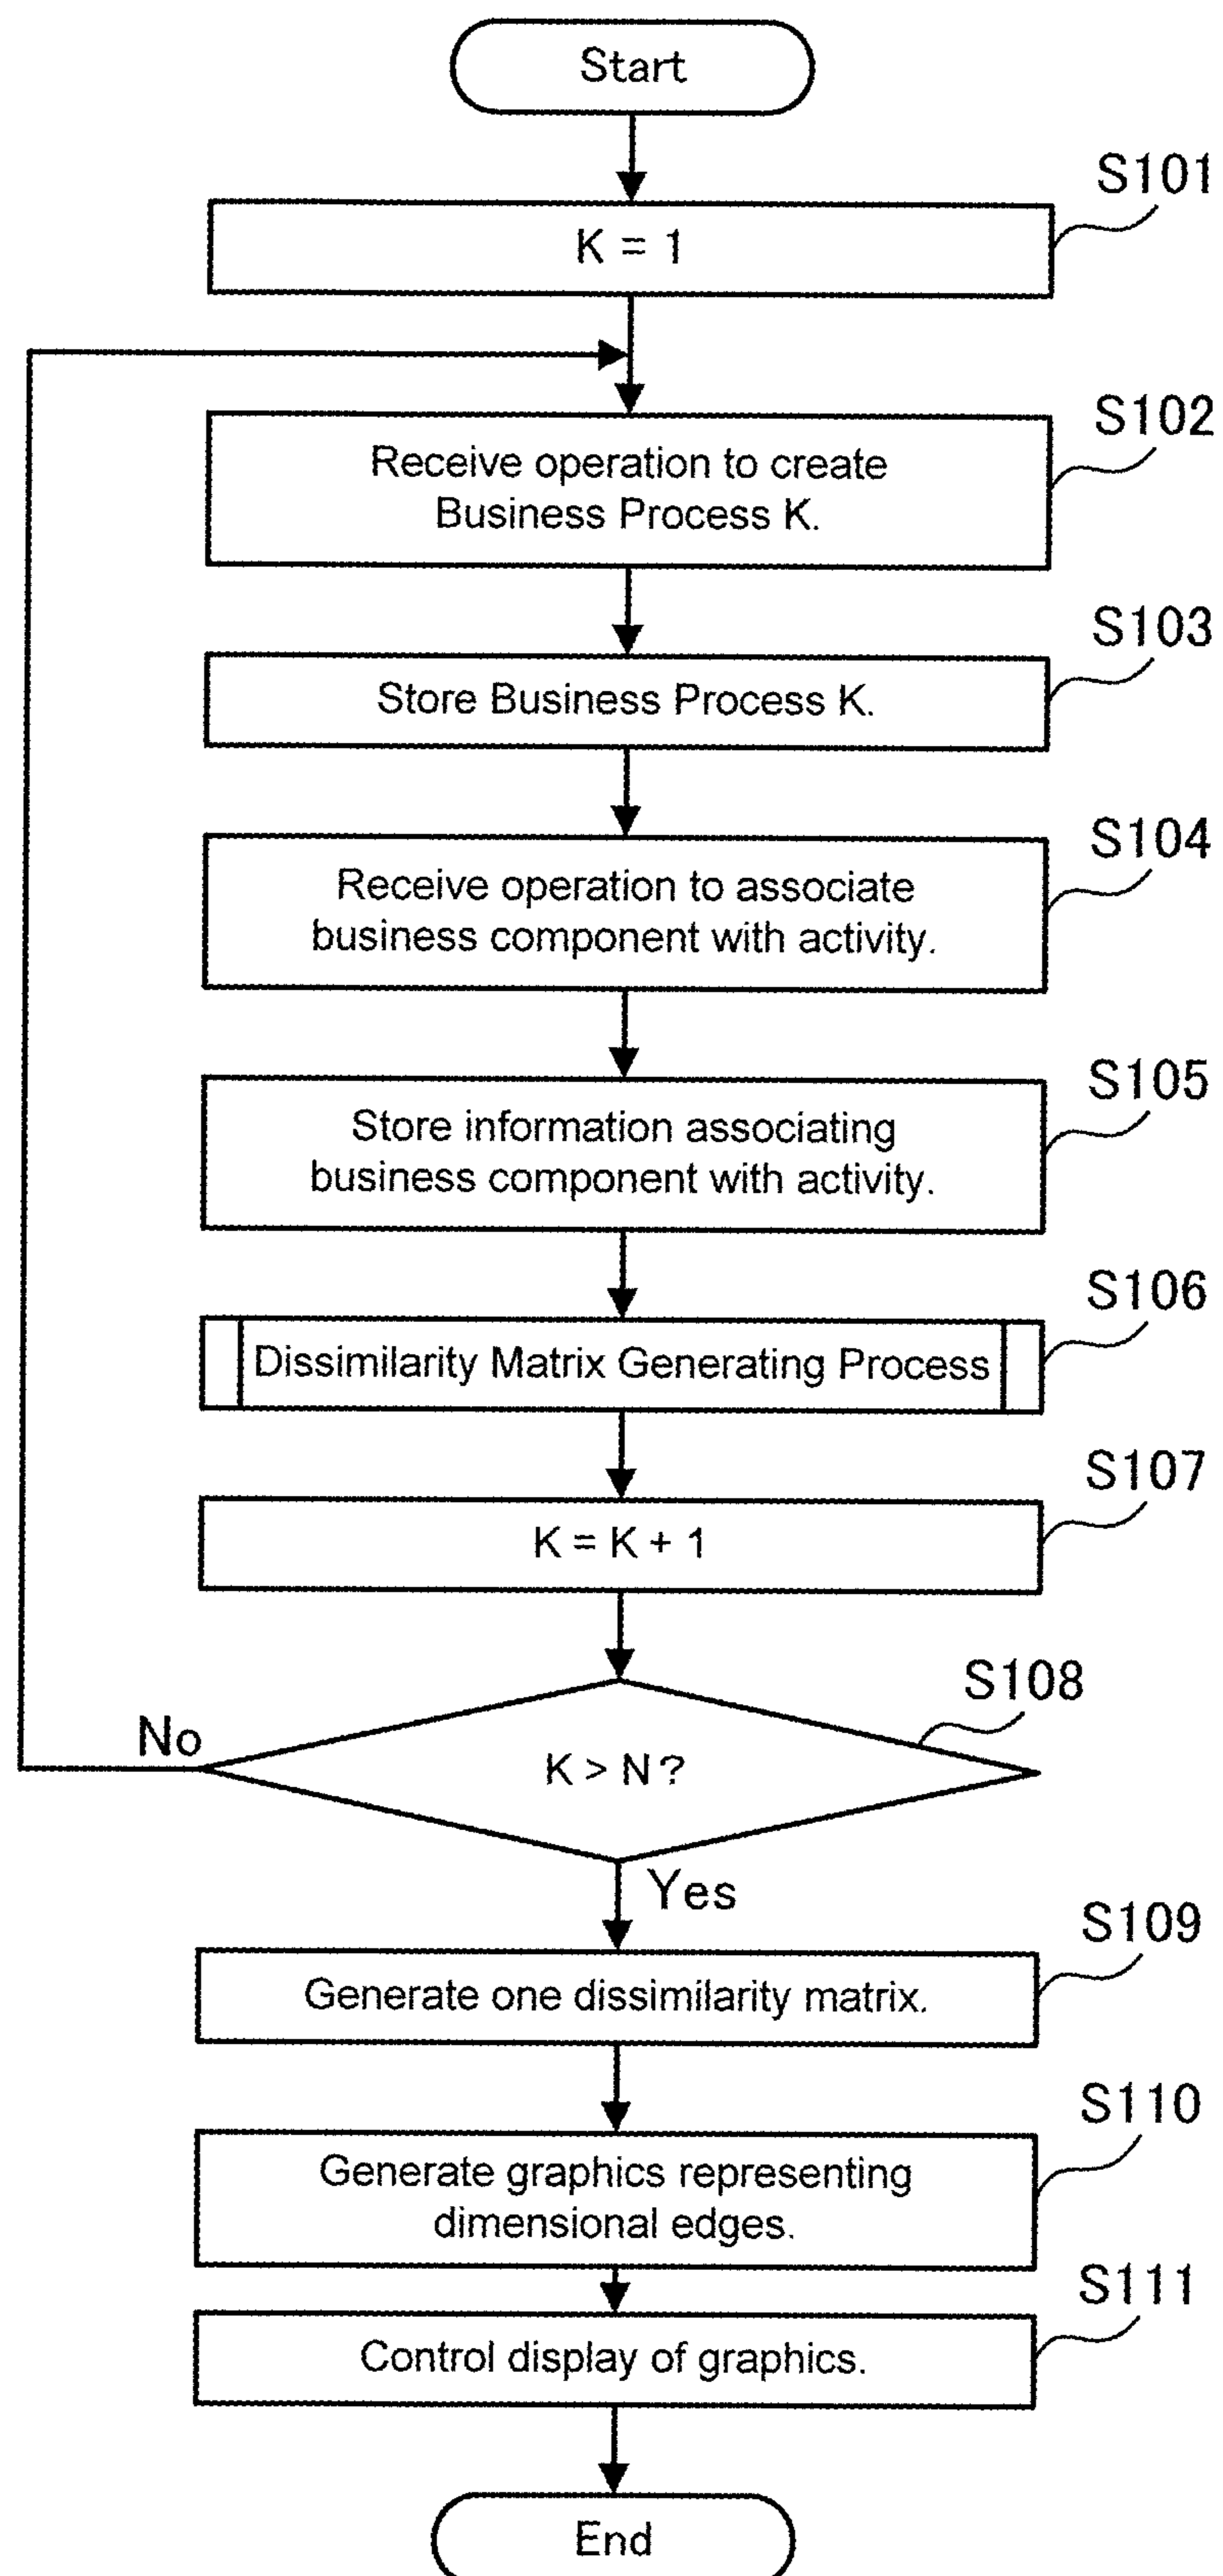 Start
S101
K = 1
S102
Receive operation to create
Business Process K.
S103
Store Business Process K.
S104
Receive operation to associate
business component with activity.
S105
Store information associating
business component with activity.
S106
Dissimilarity Matrix Generating Process
S107
K = K + 1
S108
No
K > N ?
Yes
S109
Generate one dissimilarity matrix.
S110
Generate graphics representing
dimensional edges.
S111
Control display of graphics.
End